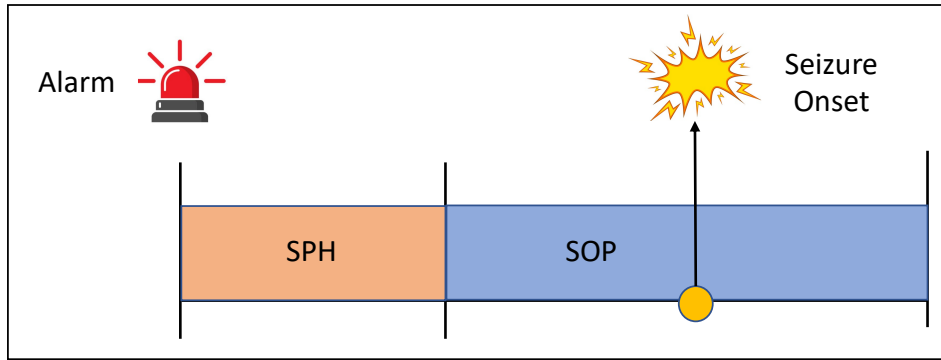 Alarm
Seizure
Onset
SPH
SOP